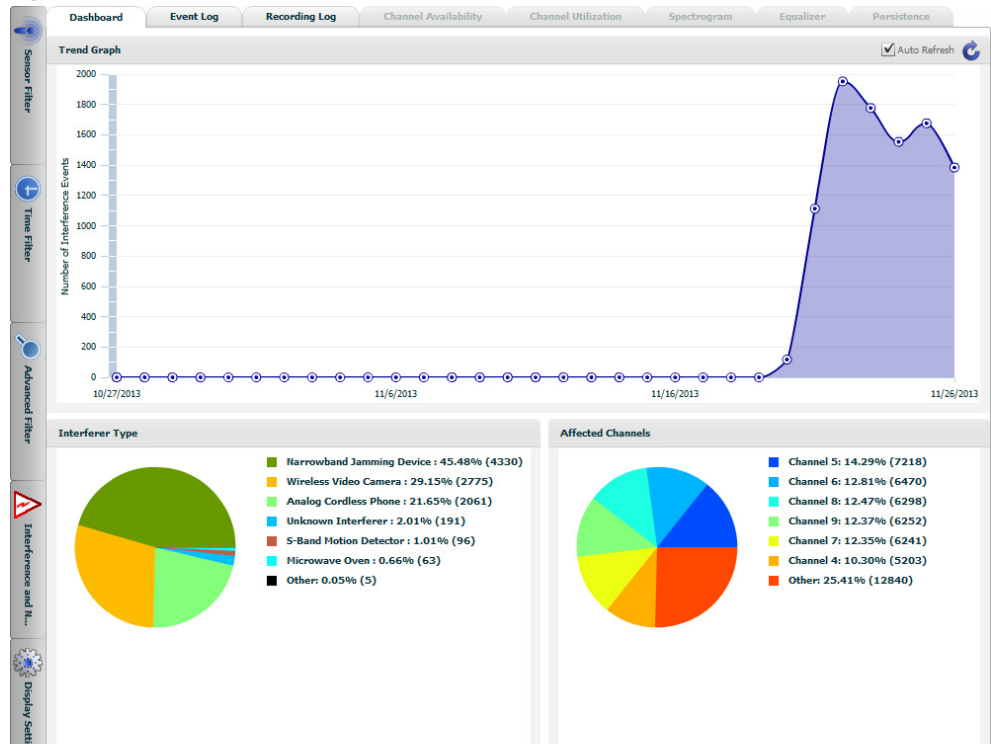 Dashboard Event Log Recording Log Channel Availability Channel Utilization Spectrogram Equalizer Persistence
Sensor Filter
Time Filter
Advanced Filter
Interference and N...
Display Setti
Trend Graph
Auto Refresh
Number of Interference Events
2000
1800
1600
1400
1200
1000
800
600
400
200
0
10/27/2013 11/6/2013 11/16/2013 11/26/2013
Interferer Type
Narrowband Jamming Device : 45.48% (4330)
Wireless Video Camera : 29.15% (2775)
Analog Cordless Phone : 21.65% (2061)
Unknown Interferer : 2.01% (191)
S-Band Motion Detector : 1.01% (96)
Microwave Oven : 0.66% (63)
Other: 0.05% (5)
Affected Channels
Channel 5: 14.29% (7218)
Channel 6: 12.81% (6470)
Channel 8: 12.47% (6298)
Channel 9: 12.37% (6252)
Channel 7: 12.35% (6241)
Channel 4: 10.30% (5203)
Other: 25.41% (12840)